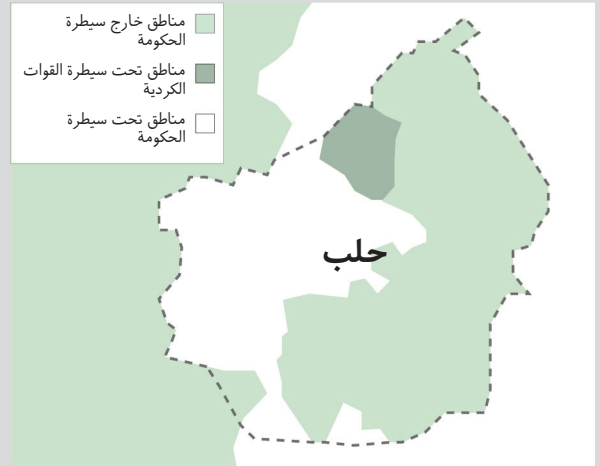 مناطق خارج سيطرة
الحكومة
مناطق تحت سيطرة القوات
الكردية
مناطق تحت سيطرة
الحكومة
حلب